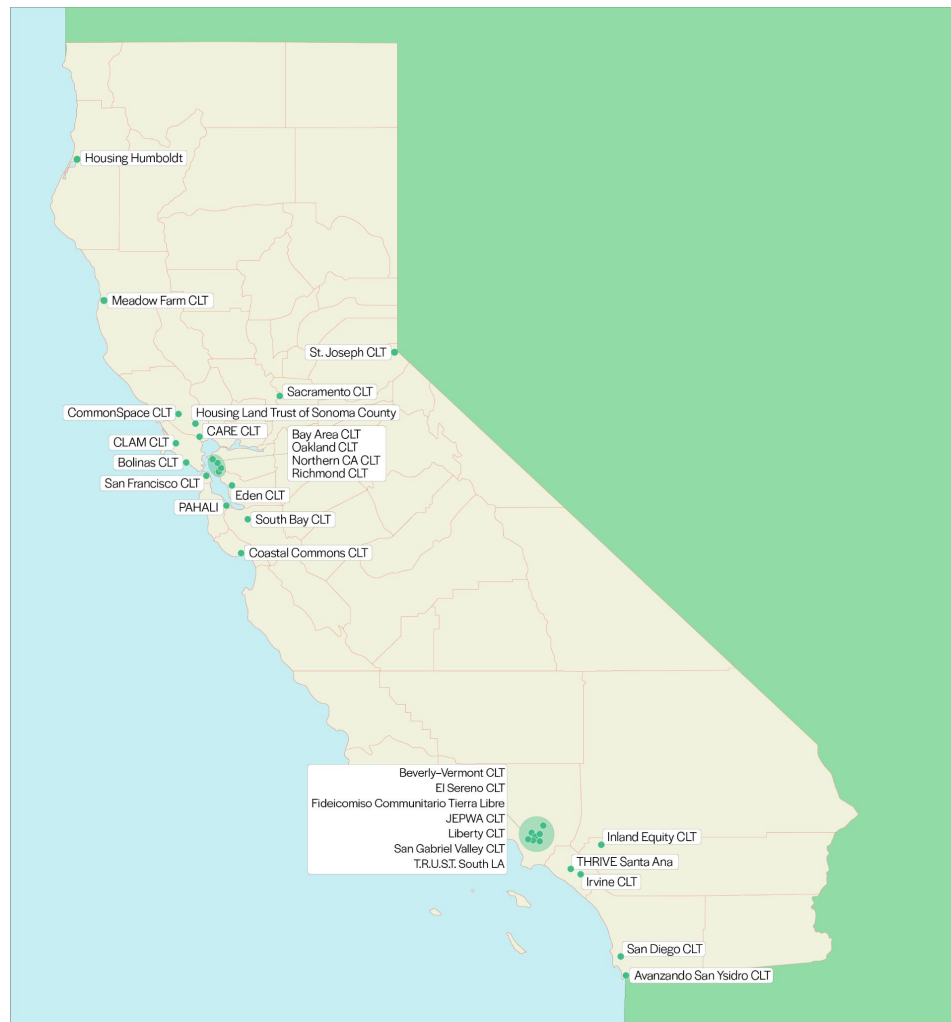 Housing Humboldt
Meadow Farm CLT
St. Joseph CLT
Sacramento CLT
CommonSpace CLT
Housing Land Trust of Sonoma County
CARE CLT
CLAM CLT
Bay Area CLT
Oakland CLT
Northern CA CLT
Richmond CLT
Bolinas CLT
San Francisco CLT
Eden CLT
PAHALI
South Bay CLT
Coastal Commons CLT
Beverly–Vermont CLT
El Sereno CLT
Fideicomiso Communitario Tierra Libre
JEPWA CLT
Liberty CLT
San Gabriel Valley CLT
T.R.U.S.T. South LA
Inland Equity CLT
THRIVE Santa Ana
Irvine CLT
San Diego CLT
Avanzando San Ysidro CLT